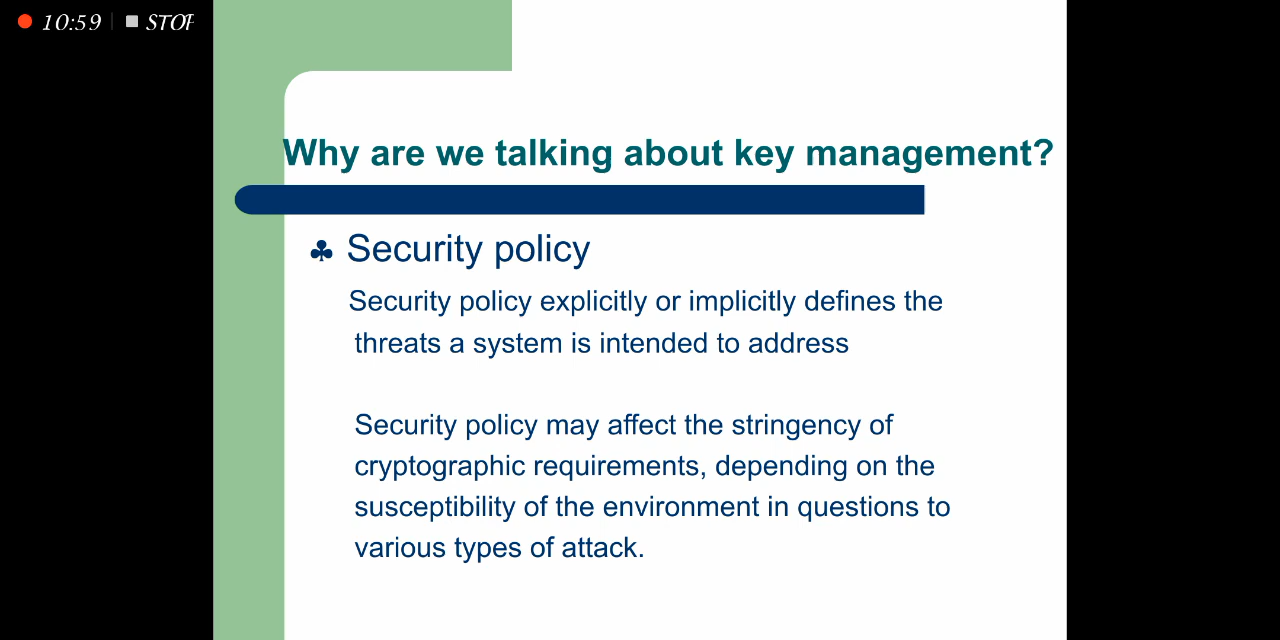 10:59 STOP
Why are we talking about key management?
♣ Security policy
Security policy explicitly or implicitly defines the
threats a system is intended to address
Security policy may affect the stringency of
cryptographic requirements, depending on the
susceptibility of the environment in questions to
various types of attack.